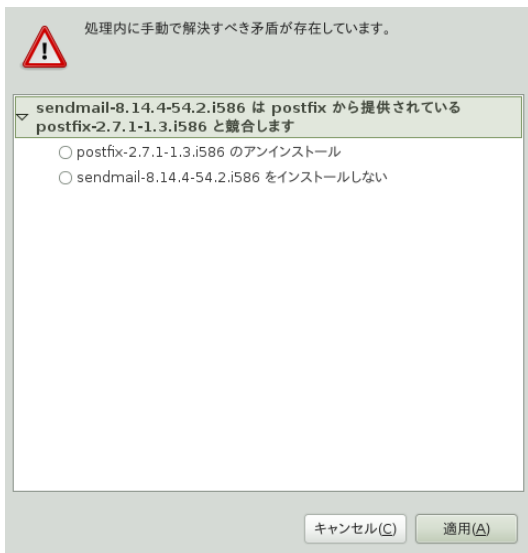 処理内に手動で解決すべき矛盾が存在しています。
sendmail-8.14.4-54.2.i586 は postfix から提供されている
postfix-2.7.1-1.3.i586 と競合します
postfix-2.7.1-1.3.i586 のアンインストール
sendmail-8.14.4-54.2.i586 をインストールしない
キャンセル(C) 適用(A)